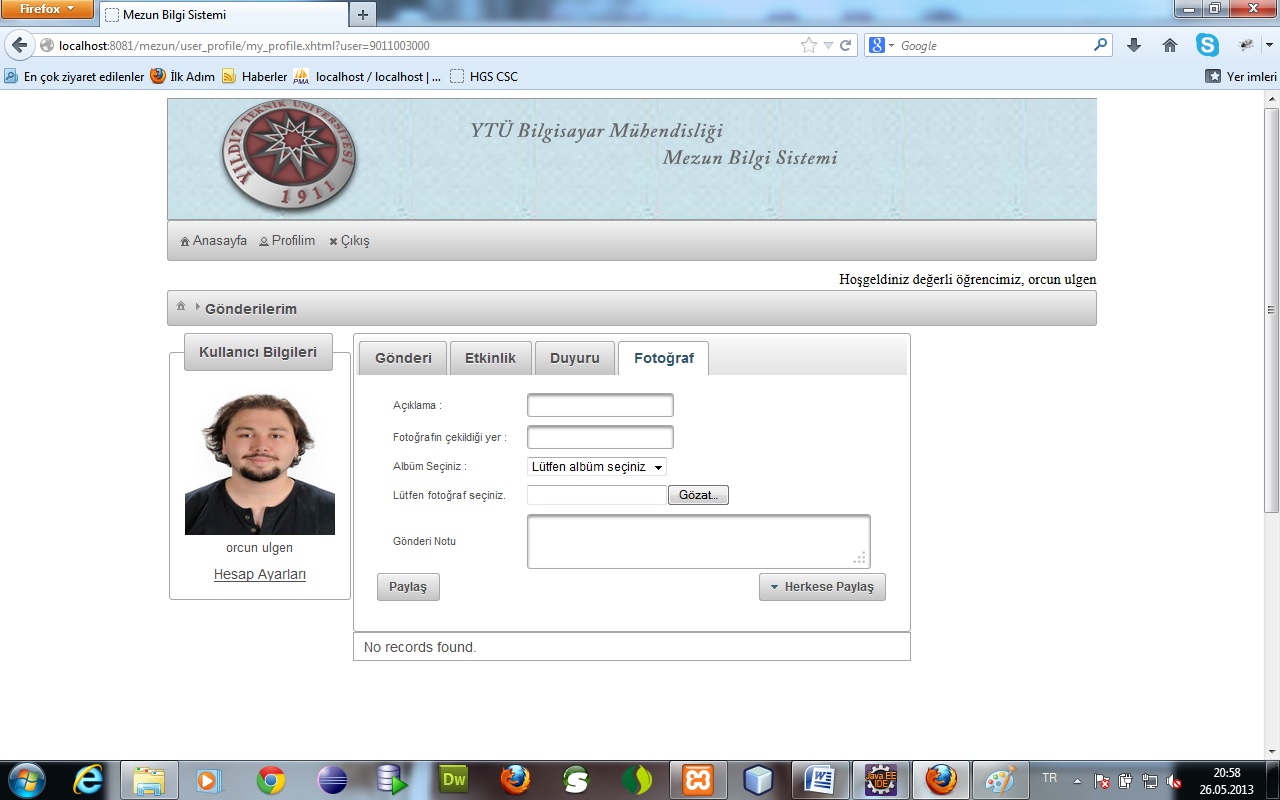 Firefox
Mezun Bilgi Sistemi
localhost:8081/mezun/user_profile/my_profile.xhtml?user=9011003000
Google
En çok ziyaret edilenler
İlk Adım
Haberler
PMA
localhost / localhost | ...
HGS CSC
Yer imleri
YILDIZ TEKNİK ÜNİVERSİTESİ
1911
YTÜ Bilgisayar Mühendisliği
Mezun Bilgi Sistemi
Anasayfa
Profilim
Çıkış
Hoşgeldiniz değerli öğrencimiz, orcun ulgen
Gönderilerim
Kullanıcı Bilgileri
orcun ulgen
Hesap Ayarları
Gönderi
Etkinlik
Duyuru
Fotoğraf
Açıklama :
Fotoğrafın çekildiği yer :
Albüm Seçiniz :
Lütfen albüm seçiniz
Lütfen fotoğraf seçiniz.
Gözat...
Gönderi Notu
Paylaş
Herkese Paylaş
No records found.
Dw
Java EE
IDE
TR
20:58
26.05.2013